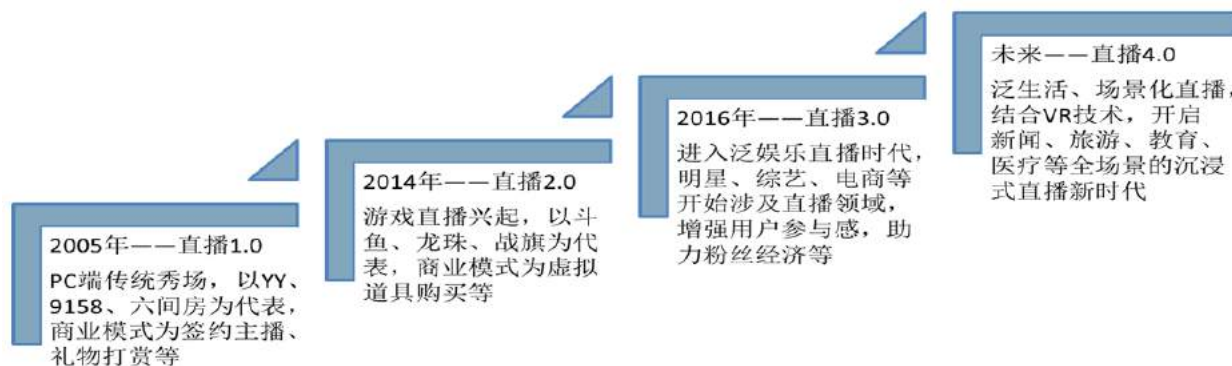 2005年——直播1.0
PC端传统秀场，以YY、
9158、六间房为代表，
商业模式为签约主播、
礼物打赏等
2014年——直播2.0
游戏直播兴起，以斗
鱼、龙珠、战旗为代
表，商业模式为虚拟
道具购买等
2016年——直播3.0
进入泛娱乐直播时代，
明星、综艺、电商等
开始涉及直播领域，
增强用户参与感，助
力粉丝经济等
未来——直播4.0
泛生活、场景化直播，
结合VR技术，开启
新闻、旅游、教育、
医疗等全场景的沉浸
式直播新时代